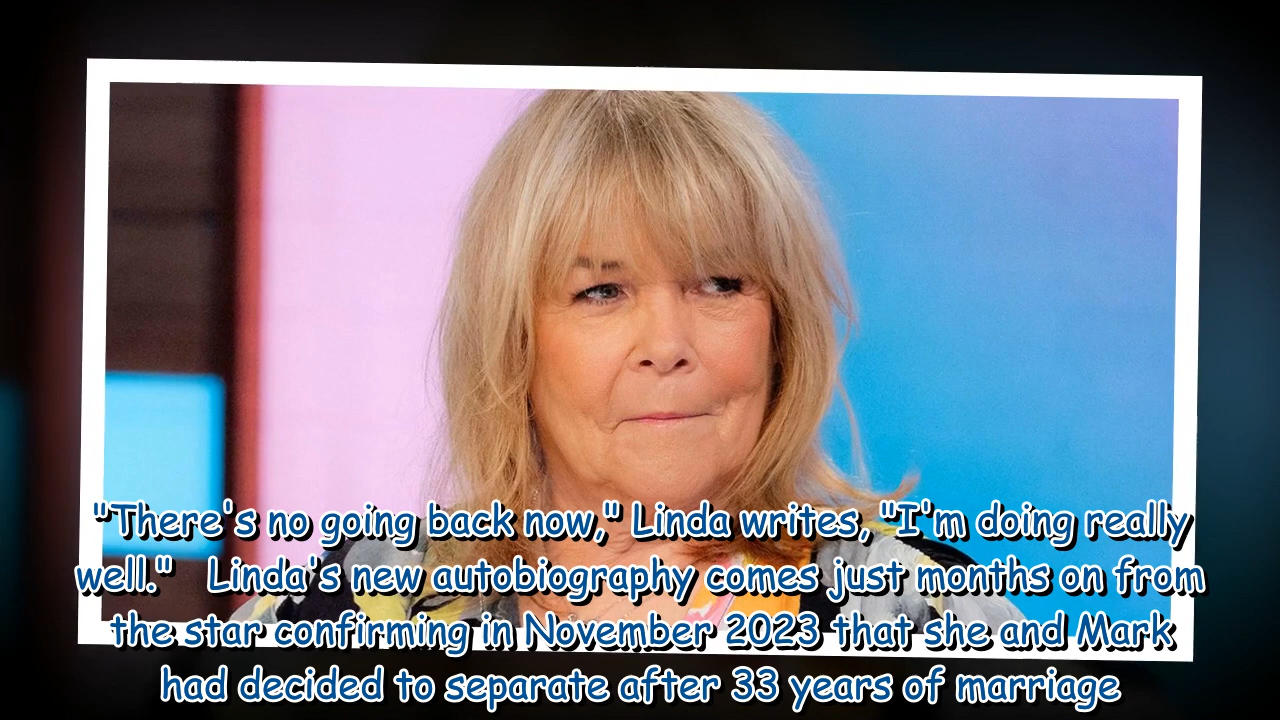 "There's no going back now," Linda writes, "I'm doing really
well."   Linda's new autobiography comes just months on from
the star confirming in November 2023 that she and Mark
had decided to separate after 33 years of marriage